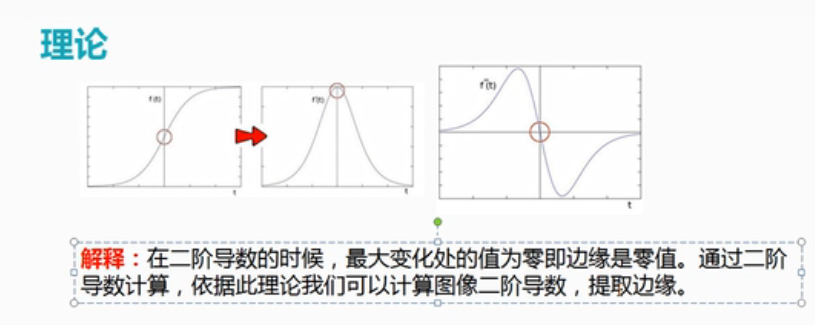 理论
f (t)
t
f'(t)
t
f''(t)
t
解释：在二阶导数的时候，最大变化处的值为零即边缘是零值。通过二阶
导数计算，依据此理论我们可以计算图像二阶导数，提取边缘。